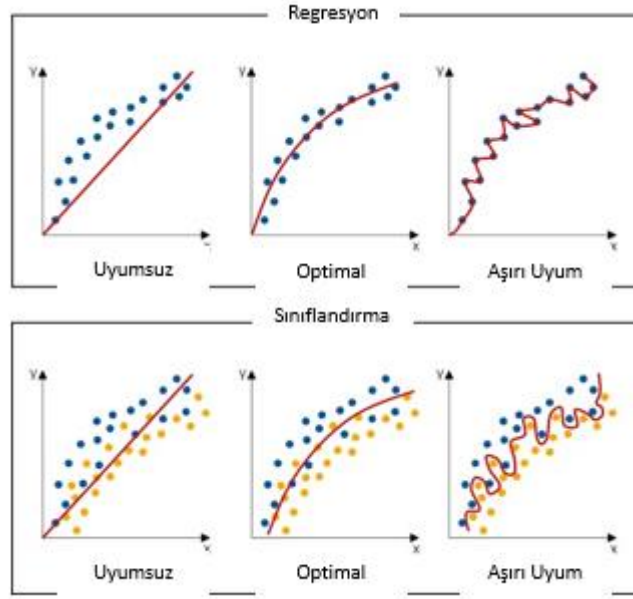 Regresyon
Y
Y
Y
X
X
Uyumsuz
Optimal
Aşırı Uyum
Sınıflandırma
Y
Y
Y
X
X
X
Uyumsuz
Optimal
Aşırı Uyum